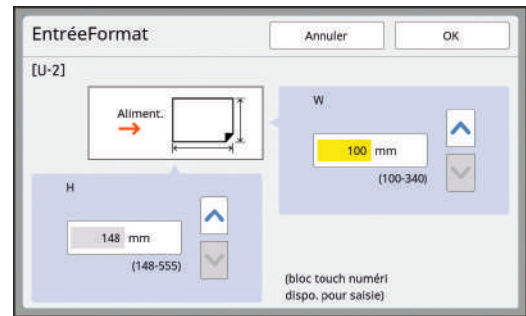 EntréeFormat
Annuler
OK
[U-2]
Aliment.
W
100 mm
(100-340)
H
148 mm
(148-555)
(bloc touch numéri
dispo. pour saisie)